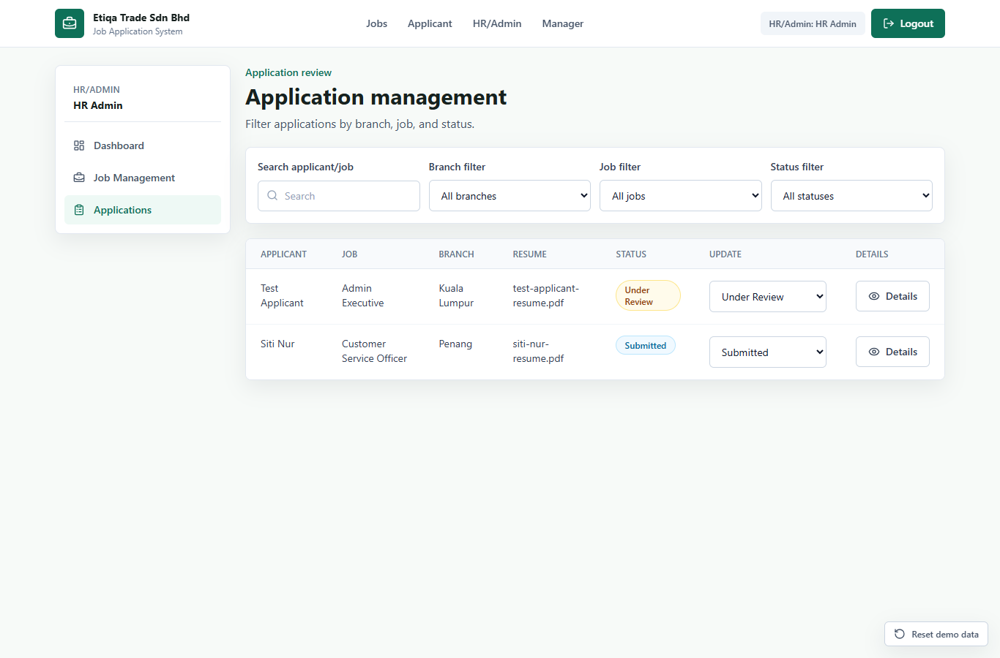 Etiqa Trade Sdn Bhd
Job Application System
Jobs Applicant HR/Admin Manager
HR/Admin: HR Admin
Logout
HR/ADMIN
HR Admin
Dashboard
Job Management
Applications
Application review
Application management
Filter applications by branch, job, and status.
Search applicant/job Branch filter Job filter Status filter
Search All branches All jobs All statuses
APPLICANT JOB BRANCH RESUME STATUS UPDATE DETAILS
Test Applicant Admin Executive Kuala Lumpur test-applicant-resume.pdf Under Review Under Review Details
Siti Nur Customer Service Officer Penang siti-nur-resume.pdf Submitted Submitted Details
Reset demo data